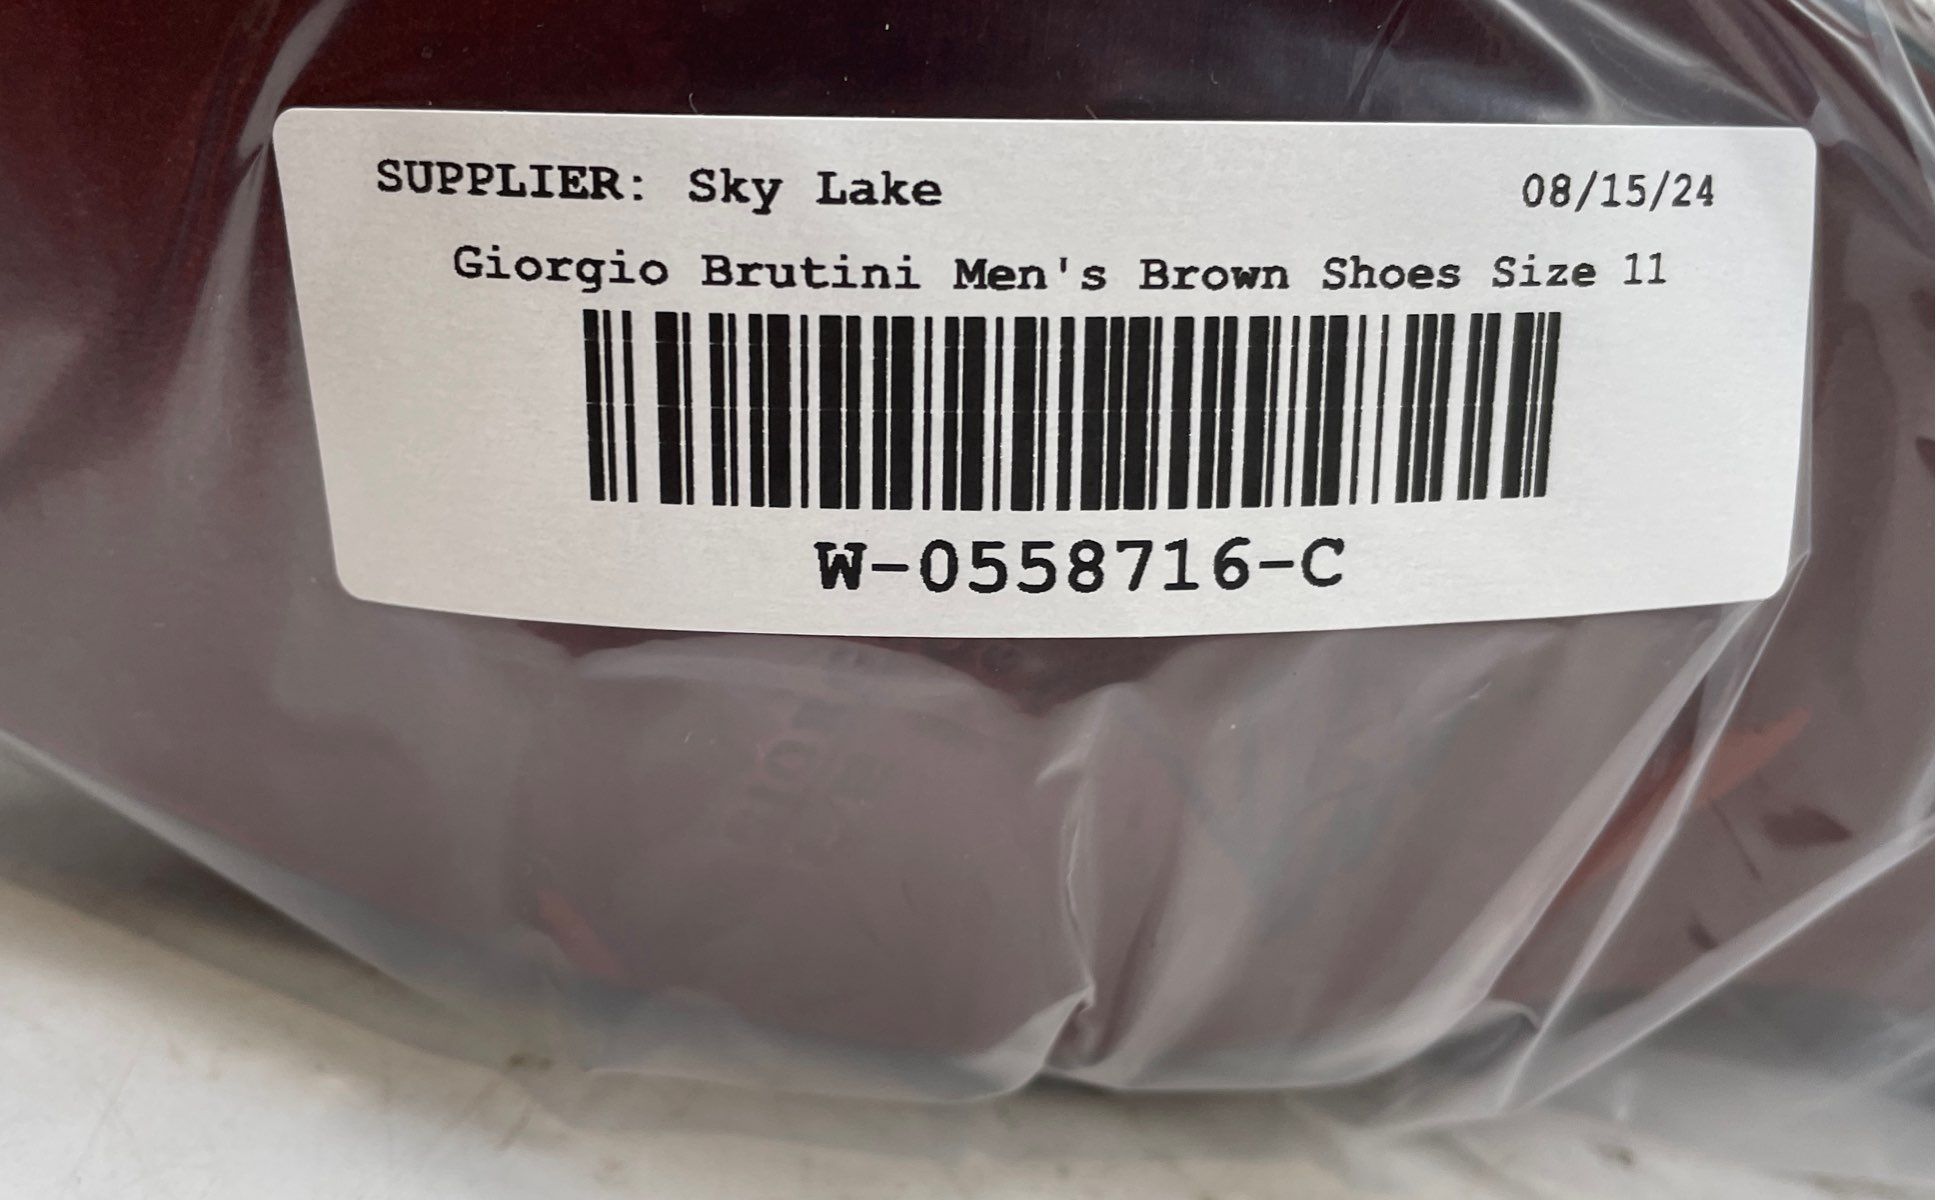 SUPPLIER: Sky Lake 08/15/24
Giorgio Brutini Men's Brown Shoes Size 11
W-0558716-C